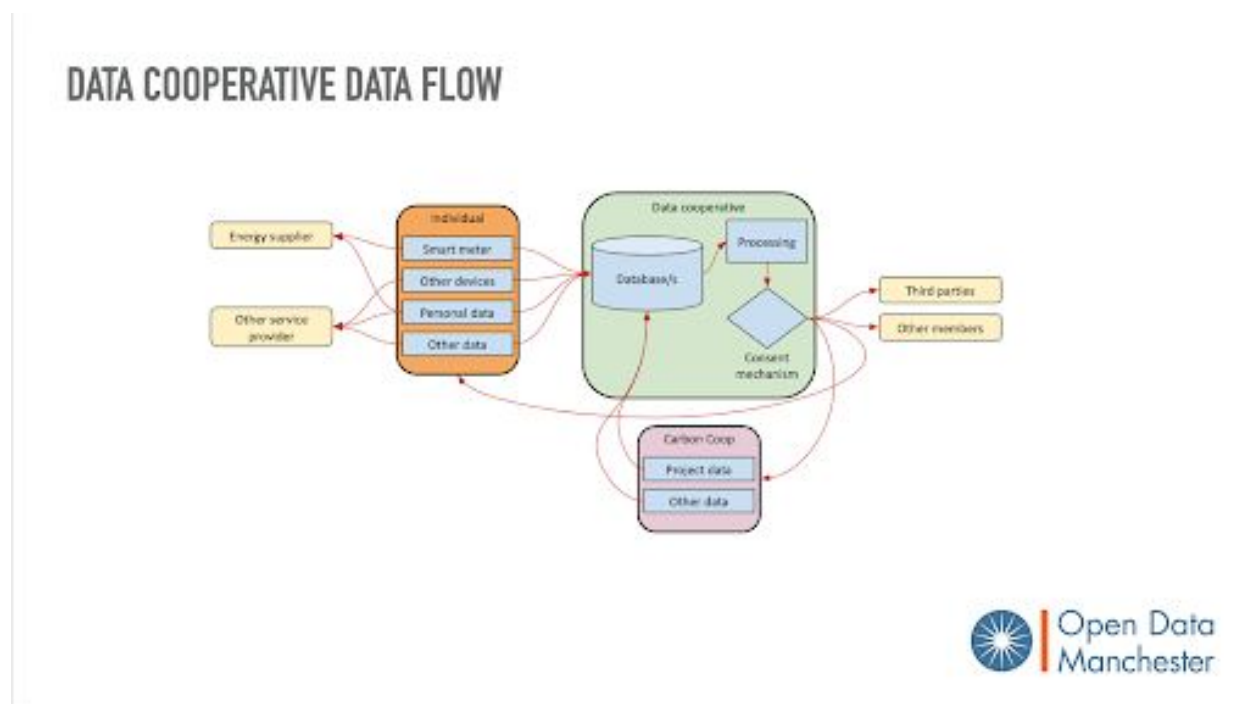 DATA COOPERATIVE DATA FLOW
Energy supplier
Other service
provider
Individual
Smart meter
Other devices
Personal data
Other data
Data cooperative
Database/s
Processing
Consent
mechanism
Third parties
Other members
Carbon Coop
Project data
Other data
Open Data
Manchester